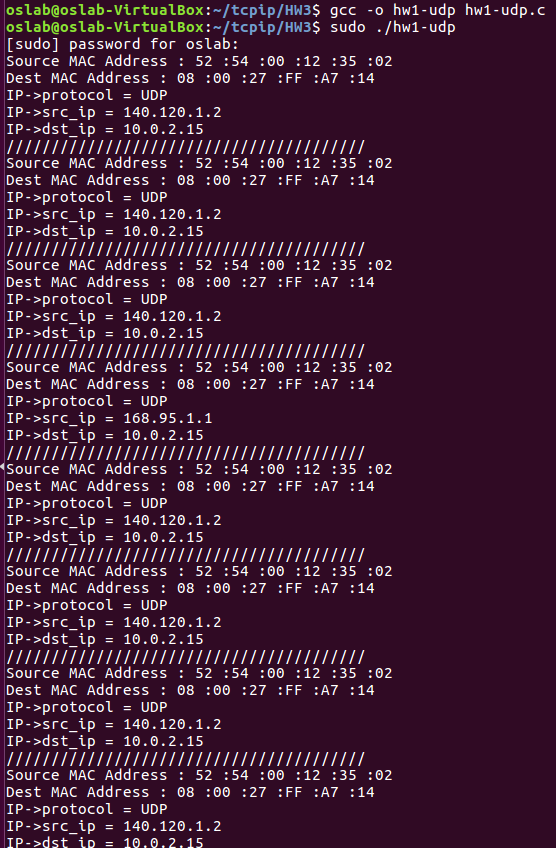 oslab@oslab-VirtualBox:~/tcpip/HW3$ gcc -o hw1-udp hw1-udp.c
oslab@oslab-VirtualBox:~/tcpip/HW3$ sudo ./hw1-udp
[sudo] password for oslab:
Source MAC Address : 52 :54 :00 :12 :35 :02
Dest MAC Address : 08 :00 :27 :FF :A7 :14
IP->protocol = UDP
IP->src_ip = 140.120.1.2
IP->dst_ip = 10.0.2.15
////////////////////////////////////////
Source MAC Address : 52 :54 :00 :12 :35 :02
Dest MAC Address : 08 :00 :27 :FF :A7 :14
IP->protocol = UDP
IP->src_ip = 140.120.1.2
IP->dst_ip = 10.0.2.15
////////////////////////////////////////
Source MAC Address : 52 :54 :00 :12 :35 :02
Dest MAC Address : 08 :00 :27 :FF :A7 :14
IP->protocol = UDP
IP->src_ip = 140.120.1.2
IP->dst_ip = 10.0.2.15
////////////////////////////////////////
Source MAC Address : 52 :54 :00 :12 :35 :02
Dest MAC Address : 08 :00 :27 :FF :A7 :14
IP->protocol = UDP
IP->src_ip = 168.95.1.1
IP->dst_ip = 10.0.2.15
////////////////////////////////////////
Source MAC Address : 52 :54 :00 :12 :35 :02
Dest MAC Address : 08 :00 :27 :FF :A7 :14
IP->protocol = UDP
IP->src_ip = 140.120.1.2
IP->dst_ip = 10.0.2.15
////////////////////////////////////////
Source MAC Address : 52 :54 :00 :12 :35 :02
Dest MAC Address : 08 :00 :27 :FF :A7 :14
IP->protocol = UDP
IP->src_ip = 140.120.1.2
IP->dst_ip = 10.0.2.15
////////////////////////////////////////
Source MAC Address : 52 :54 :00 :12 :35 :02
Dest MAC Address : 08 :00 :27 :FF :A7 :14
IP->protocol = UDP
IP->src_ip = 140.120.1.2
IP->dst_ip = 10.0.2.15
////////////////////////////////////////
Source MAC Address : 52 :54 :00 :12 :35 :02
Dest MAC Address : 08 :00 :27 :FF :A7 :14
IP->protocol = UDP
IP->src_ip = 140.120.1.2
IP->dst_ip = 10.0.2.15